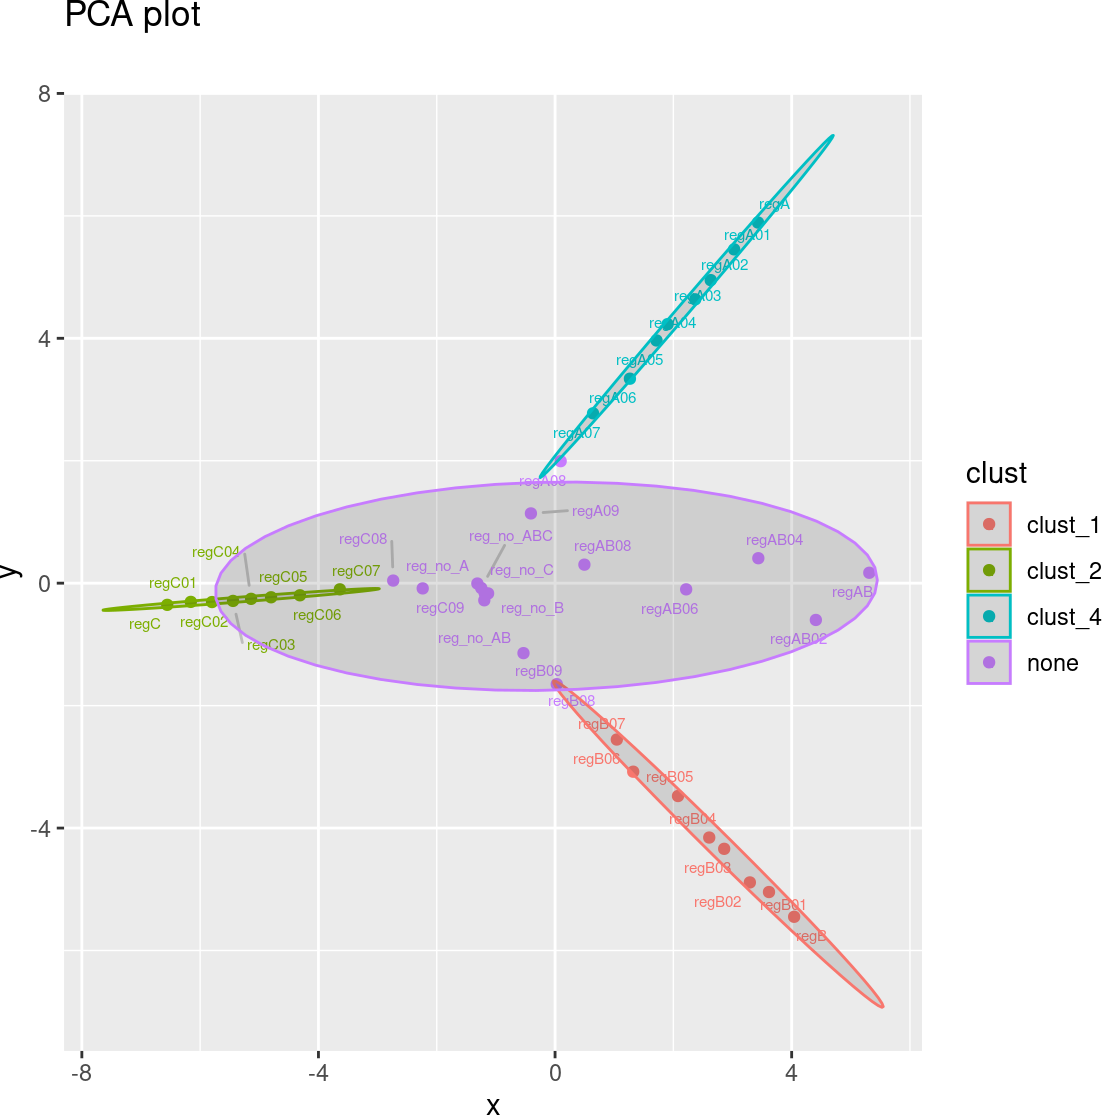 PCA plot
8
4
0
-4
y
-8
-4
0
4
x
regA
regA01
regA02
regA03
regA04
regA05
regA06
regA07
regA08
regA09
reg_no_ABC
regC08
regAB04
regAB08
regC04
reg_no_A
reg_no_C
regC07
regC05
regC01
regAB
reg_no_B
regC09
regAB06
regC06
regC02
regC
reg_no_AB
regAB02
regC03
regB09
regB08
regB07
regB06
regB05
regB04
regB03
regB02
regB01
regB
clust
clust_1
clust_2
clust_4
none